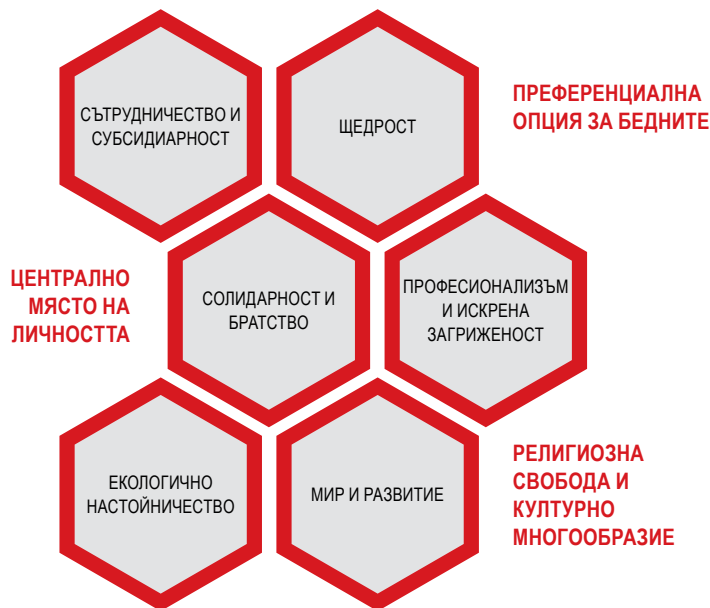 СЪТРУДНИЧЕСТВО И
СУБСИДИАРНОСТ
ЩЕДРОСТ
ПРЕФЕРЕНЦИАЛНА
ОПЦИЯ ЗА БЕДНИТЕ
ЦЕНТРАЛНО
МЯСТО НА
ЛИЧНОСТТА
СОЛИДАРНОСТ И
БРАТСТВО
ПРОФЕСИОНАЛИЗЪМ
И ИСКРЕНА
ЗАГРИЖЕНОСТ
ЕКОЛОГИЧНО
НАСТОЙНИЧЕСТВО
МИР И РАЗВИТИЕ
РЕЛИГИОЗНА
СВОБОДА И
КУЛТУРНО
МНОГООБРАЗИЕ